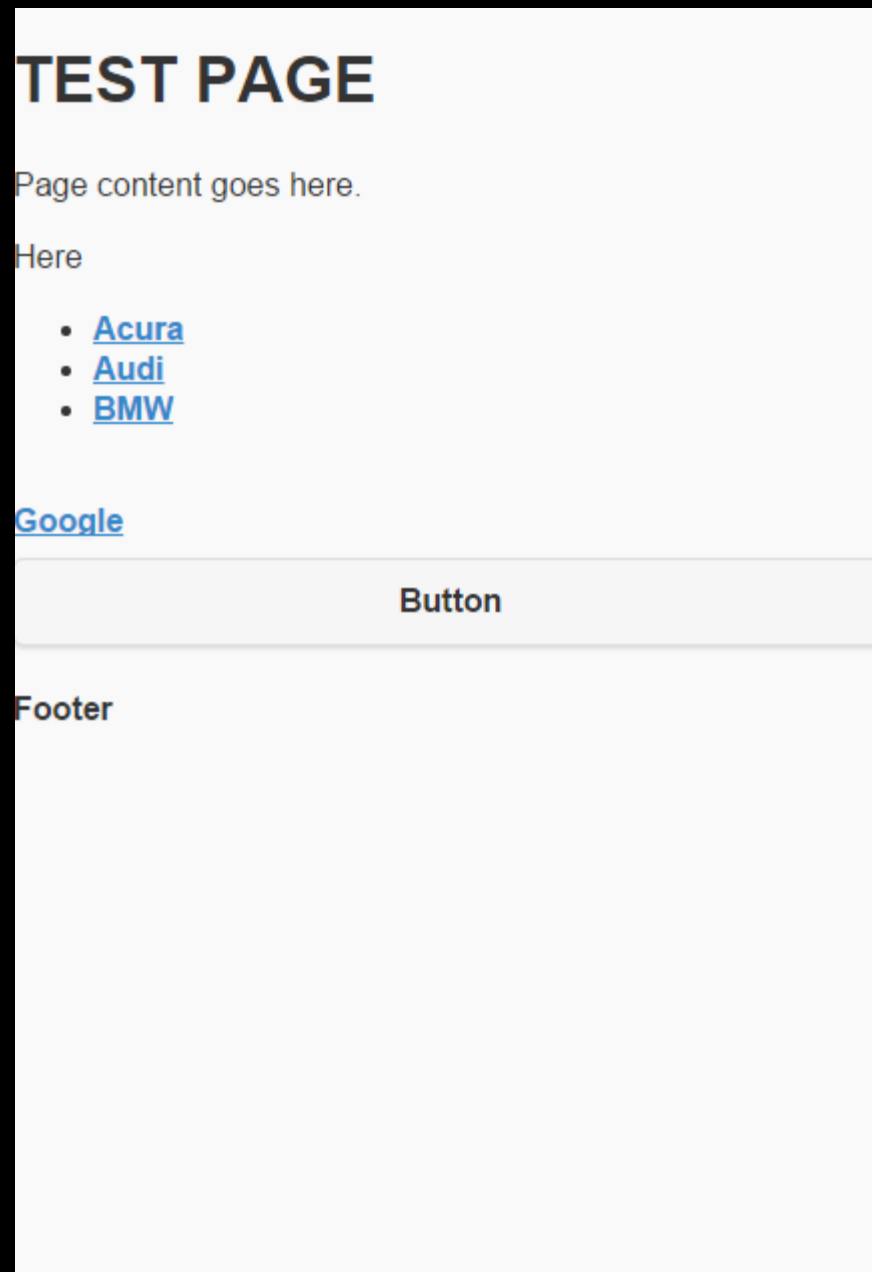 TEST PAGE
Page content goes here.
Here
Acura
Audi
BMW
Google
Button
Footer